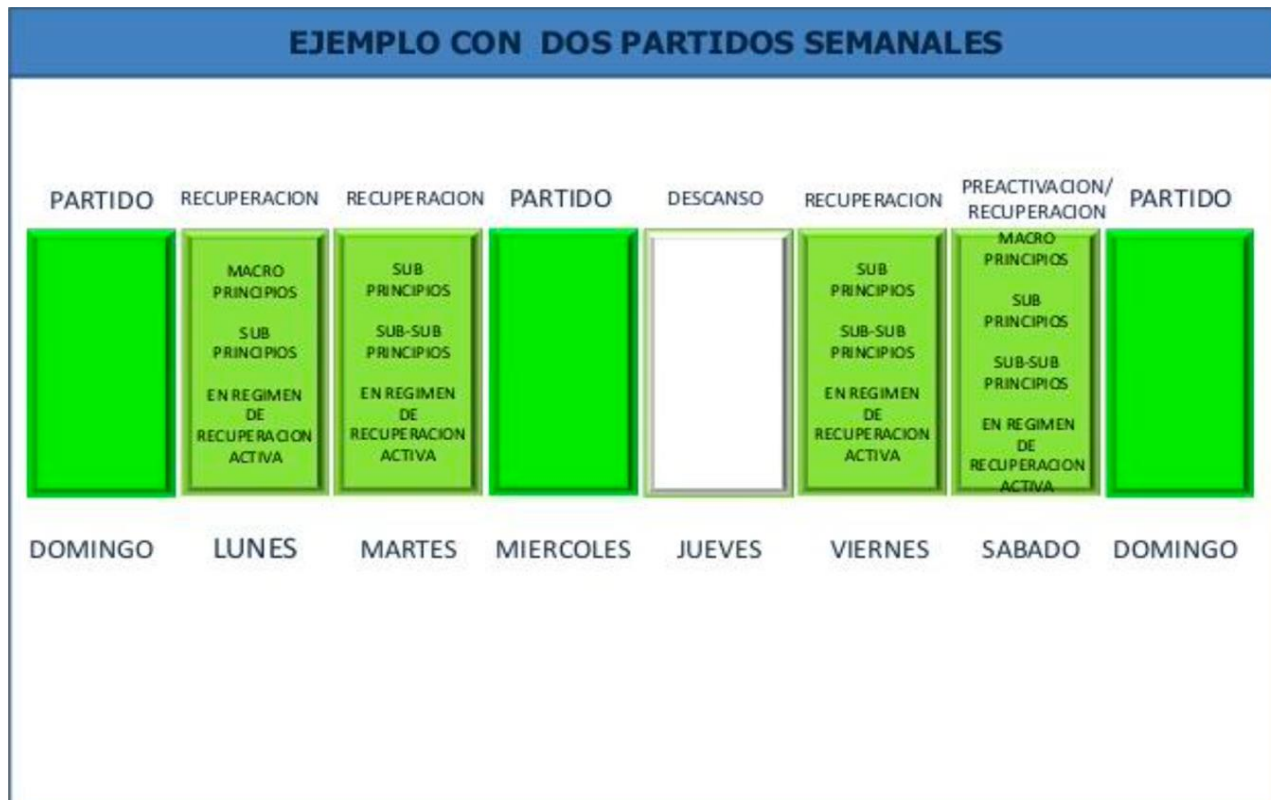 EJEMPLO CON DOS PARTIDOS SEMANALES
PARTIDO
RECUPERACION
RECUPERACION
PARTIDO
DESCANSO
RECUPERACION
PREACTIVACION/
RECUPERACION
PARTIDO
MACRO
PRINCIPIOS
SUB
PRINCIPIOS
EN REGIMEN
DE
RECUPERACION
ACTIVA
SUB
PRINCIPIOS
SUB-SUB
PRINCIPIOS
EN REGIMEN
DE
RECUPERACION
ACTIVA
SUB
PRINCIPIOS
SUB-SUB
PRINCIPIOS
EN REGIMEN
DE
RECUPERACION
ACTIVA
MACRO
PRINCIPIOS
SUB
PRINCIPIOS
SUB-SUB
PRINCIPIOS
EN REGIMEN
DE
RECUPERACION
ACTIVA
DOMINGO
LUNES
MARTES
MIERCOLES
JUEVES
VIERNES
SABADO
DOMINGO